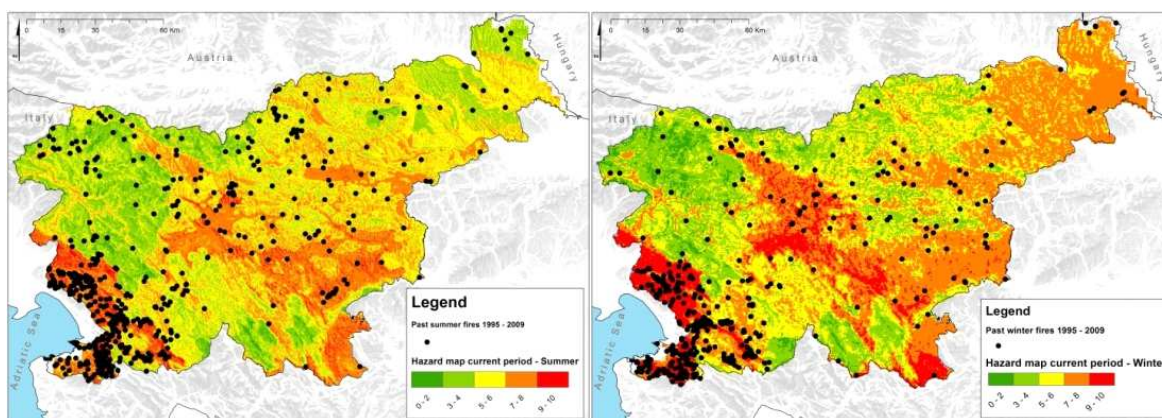 0 15 30 60 Km
Austria
Hungary
Italy
Adriatic Sea
Legend
Past summer fires 1995 - 2009
Hazard map current period - Summer
0 - 2 3 - 4 5 - 6 7 - 8 9 - 10
0 15 30 60 Km
Austria
Hungary
Italy
Adriatic Sea
Legend
Past winter fires 1995 - 2009
Hazard map current period - Winte
0 - 2 3 - 4 5 - 6 7 - 8 9 - 10